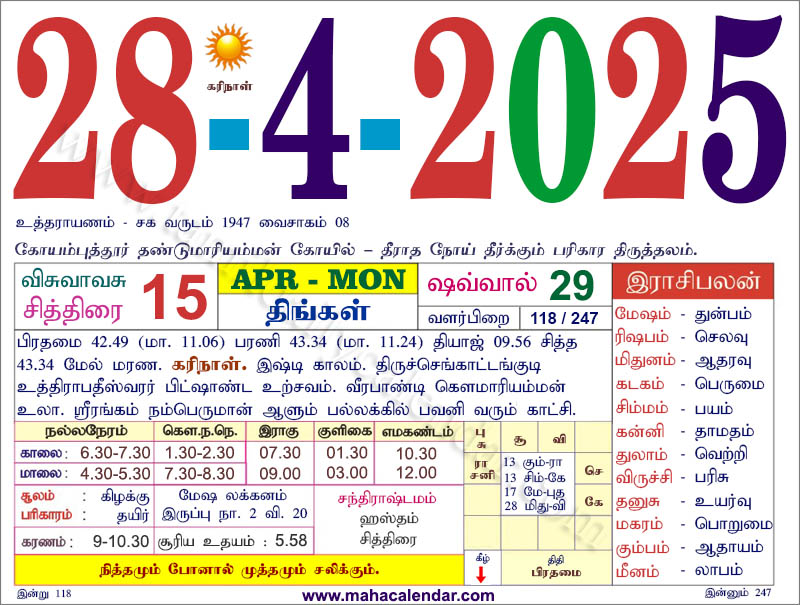 28-4-2025
கரிநாள்
உத்தராயணம் - சக வருடம் 1947 வைசாகம் 08
கோயம்புத்தூர் தண்டுமாரியம்மன் கோயில் – தீராத நோய் தீர்க்கும் பரிகார திருத்தலம்.
விசுவாவசு
சித்திரை 15
APR - MON
திங்கள்
ஷவ்வால் 29
வளர்பிறை 118 / 247
பிரதமை 42.49 (மா. 11.06) பரணி 43.34 (மா. 11.24) தியாஜ் 09.56 சித்த
43.34 மேல் மரண. கரிநாள். இஷ்டி காலம். திருச்செங்காட்டங்குடி
உத்திராபதீஸ்வரர் பிட்ஷாண்ட உற்சவம். வீரபாண்டி கௌமாரியம்மன்
உலா. ஸ்ரீரங்கம் நம்பெருமான் ஆளும் பல்லக்கில் பவனி வரும் காட்சி.
இராசிபலன்
மேஷம் - துன்பம்
ரிஷபம் - செலவு
மிதுனம் - ஆதரவு
கடகம் - பெருமை
சிம்மம் - பயம்
கன்னி - தாமதம்
துலாம் - வெற்றி
விருச்சி - பரிசு
தனுசு - உயர்வு
மகரம் - பொறுமை
கும்பம் - ஆதாயம்
மீனம் - லாபம்
நல்லநேரம் கௌ.ந.நெ. இராகு குளிகை எமகண்டம்
காலை: 6.30-7.30 1.30-2.30 07.30 01.30 10.30
மாலை: 4.30-5.30 7.30-8.30 09.00 03.00 12.00
சூலம் : கிழக்கு
பரிகாரம் : தயிர்
மேஷ லக்கனம்
இருப்பு நா. 2 வி. 20
சந்திராஷ்டமம்
ஹஸ்தம்
சித்திரை
கரணம்: 9-10.30 சூரிய உதயம் : 5.58
பு
சு
சூ
வி
ரா
சனி
13 கும்-ரா
13 சிம்-கே
17 மே-புத
28 மிது-வி
செ
கே
கீழ்
திதி
பிரதமை
நித்தமும் போனால் முத்தமும் சலிக்கும்.
இன்று 118
www.mahacalendar.com
இன்னும் 247